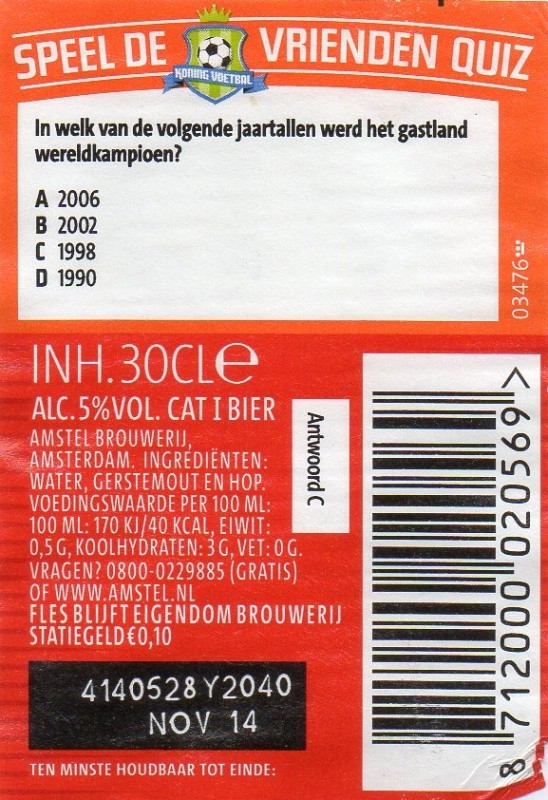 SPEEL DE VRIENDEN QUIZ
KONING VOETBAL
In welk van de volgende jaartallen werd het gastland
wereldkampioen?
A 2006
B 2002
C 1998
D 1990
03476
INH.30CL℮
ALC.5%VOL. CAT I BIER
AMSTEL BROUWERIJ,
AMSTERDAM. INGREDIËNTEN:
WATER, GERSTEMOUT EN HOP.
VOEDINGSWAARDE PER 100 ML:
100 ML: 170 KJ/40 KCAL, EIWIT:
0,5 G, KOOLHYDRATEN: 3 G, VET: 0 G.
VRAGEN? 0800-0229885 (GRATIS)
OF WWW.AMSTEL.NL
FLES BLIJFT EIGENDOM BROUWERIJ
STATIEGELD €0,10
Antwoord C
8 712000 020569 >
4140528Y2040
NOV 14
TEN MINSTE HOUDBAAR TOT EINDE: